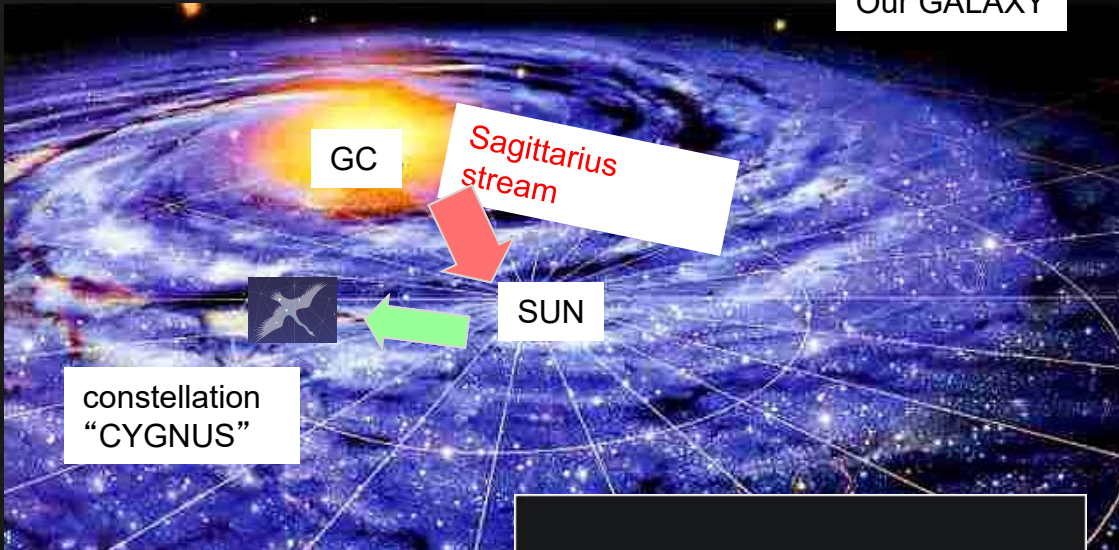 Our GALAXY
GC
Sagittarius
stream
SUN
constellation
“CYGNUS”